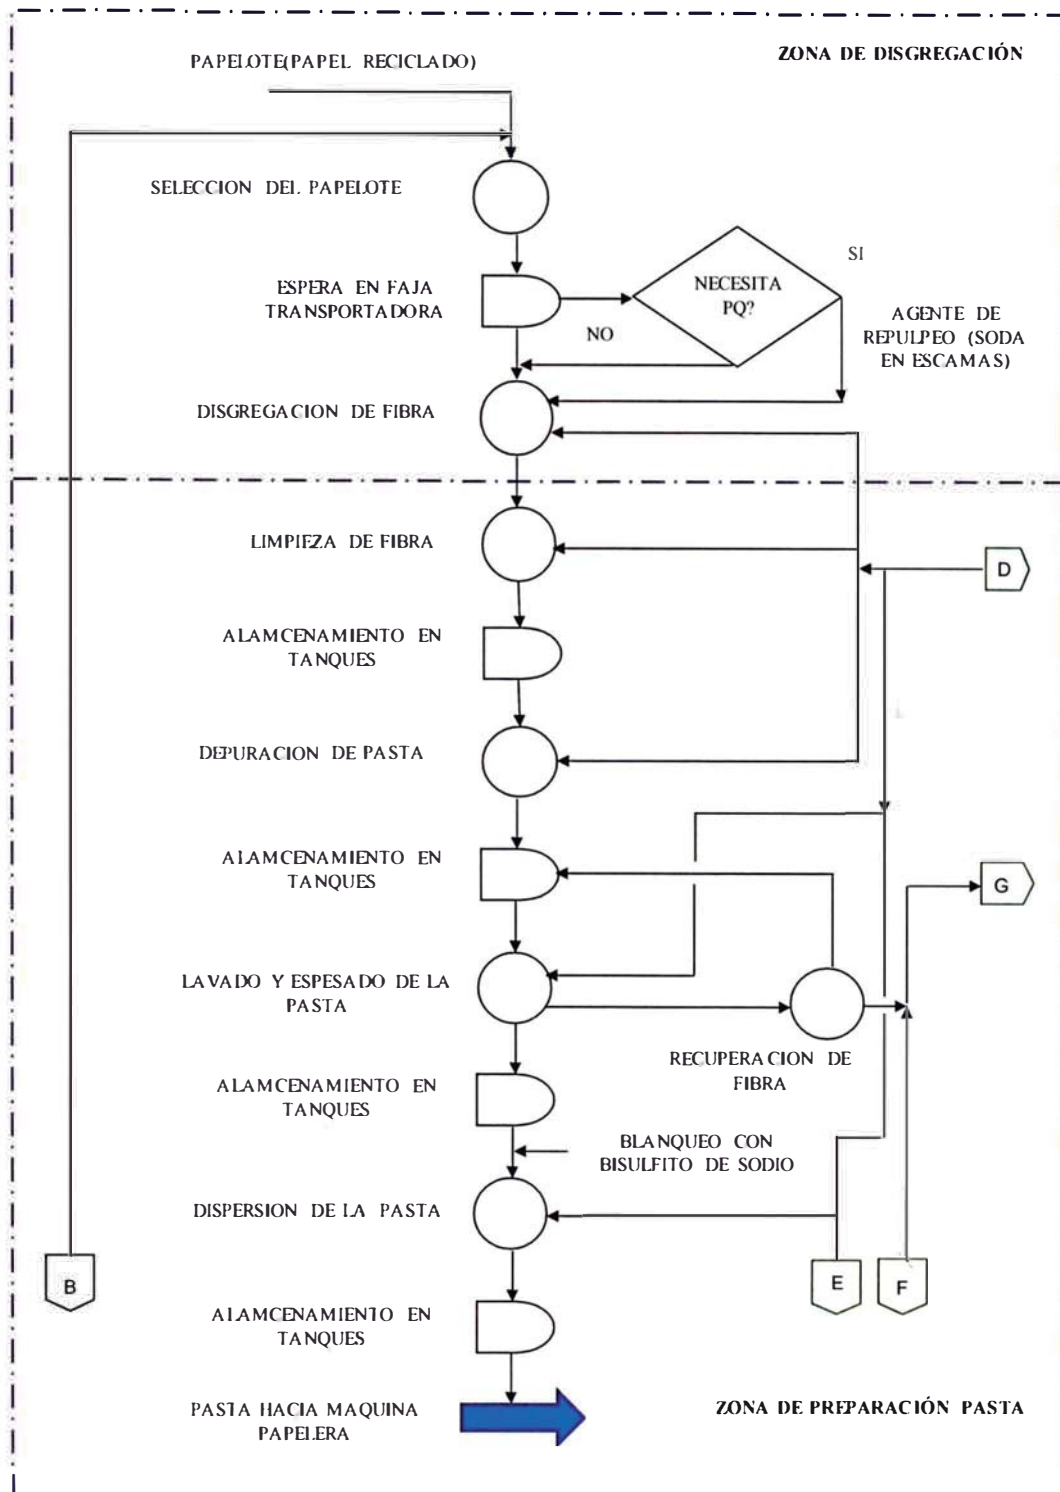 ZONA DE DISGREGACIÓN
PAPELOTE(PAPEL RECICLADO)
SELECCION DEL PAPELOTE
SI
ESPERA EN FAJA
TRANSPORTADORA
NECESITA
PQ?
NO
AGENTE DE
REPULPEO (SODA
EN ESCAMAS)
DISGREGACION DE FIBRA
LIMPIEZA DE FIBRA
D
ALAMCENAMIENTO EN
TANQUES
DEPURACION DE PASTA
ALAMCENAMIENTO EN
TANQUES
G
LAVADO Y ESPESADO DE LA
PASTA
RECUPERACION DE
FIBRA
ALAMCENAMIENTO EN
TANQUES
BLANQUEO CON
BISULFITO DE SODIO
DISPERSION DE LA PASTA
B
E
F
ALAMCENAMIENTO EN
TANQUES
PASTA HACIA MAQUINA
PAPELERA
ZONA DE PREPARACIÓN PASTA